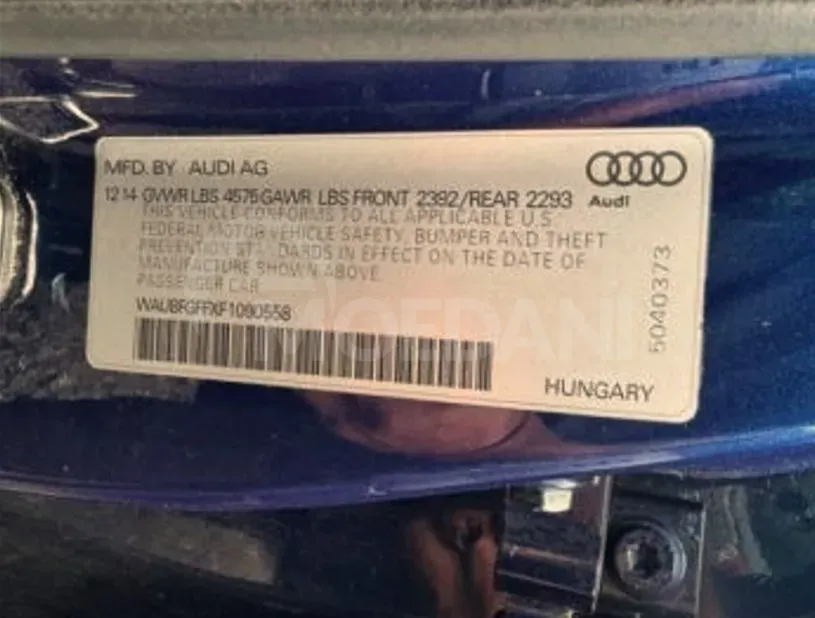 MFD. BY AUDI AG
12 14 GVWR LBS 4575 GAWR LBS FRONT 2392/REAR 2293
Audi
THIS VEHICLE CONFORMS TO ALL APPLICABLE U.S.
FEDERAL MOTOR VEHICLE SAFETY, BUMPER AND THEFT
PREVENTION STANDARDS IN EFFECT ON THE DATE OF
MANUFACTURE SHOWN ABOVE.
PASSENGER CAR
WAUBFGFFXF1090558
5040373
HUNGARY